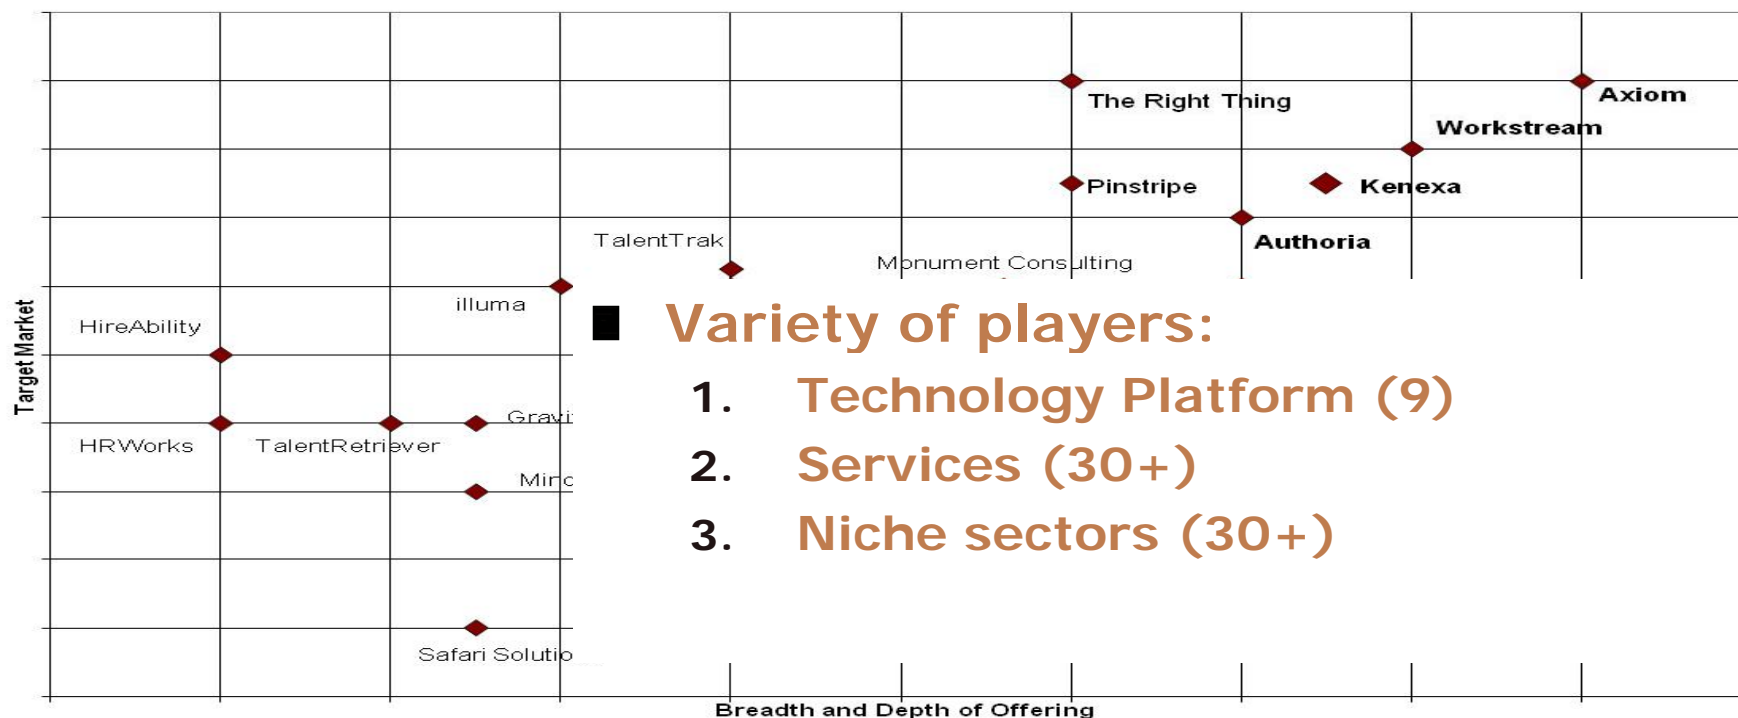 The Right Thing
Axiom
Workstream
Pinstripe
Kenexa
TalentTrak
Authoria
Monument Consulting
illuma
HireAbility
Target Market
Variety of players:
1. Technology Platform (9)
HRWorks
TalentRetriever
2. Services (30+)
3. Niche sectors (30+)
Safari
Breadth and Depth of Offering